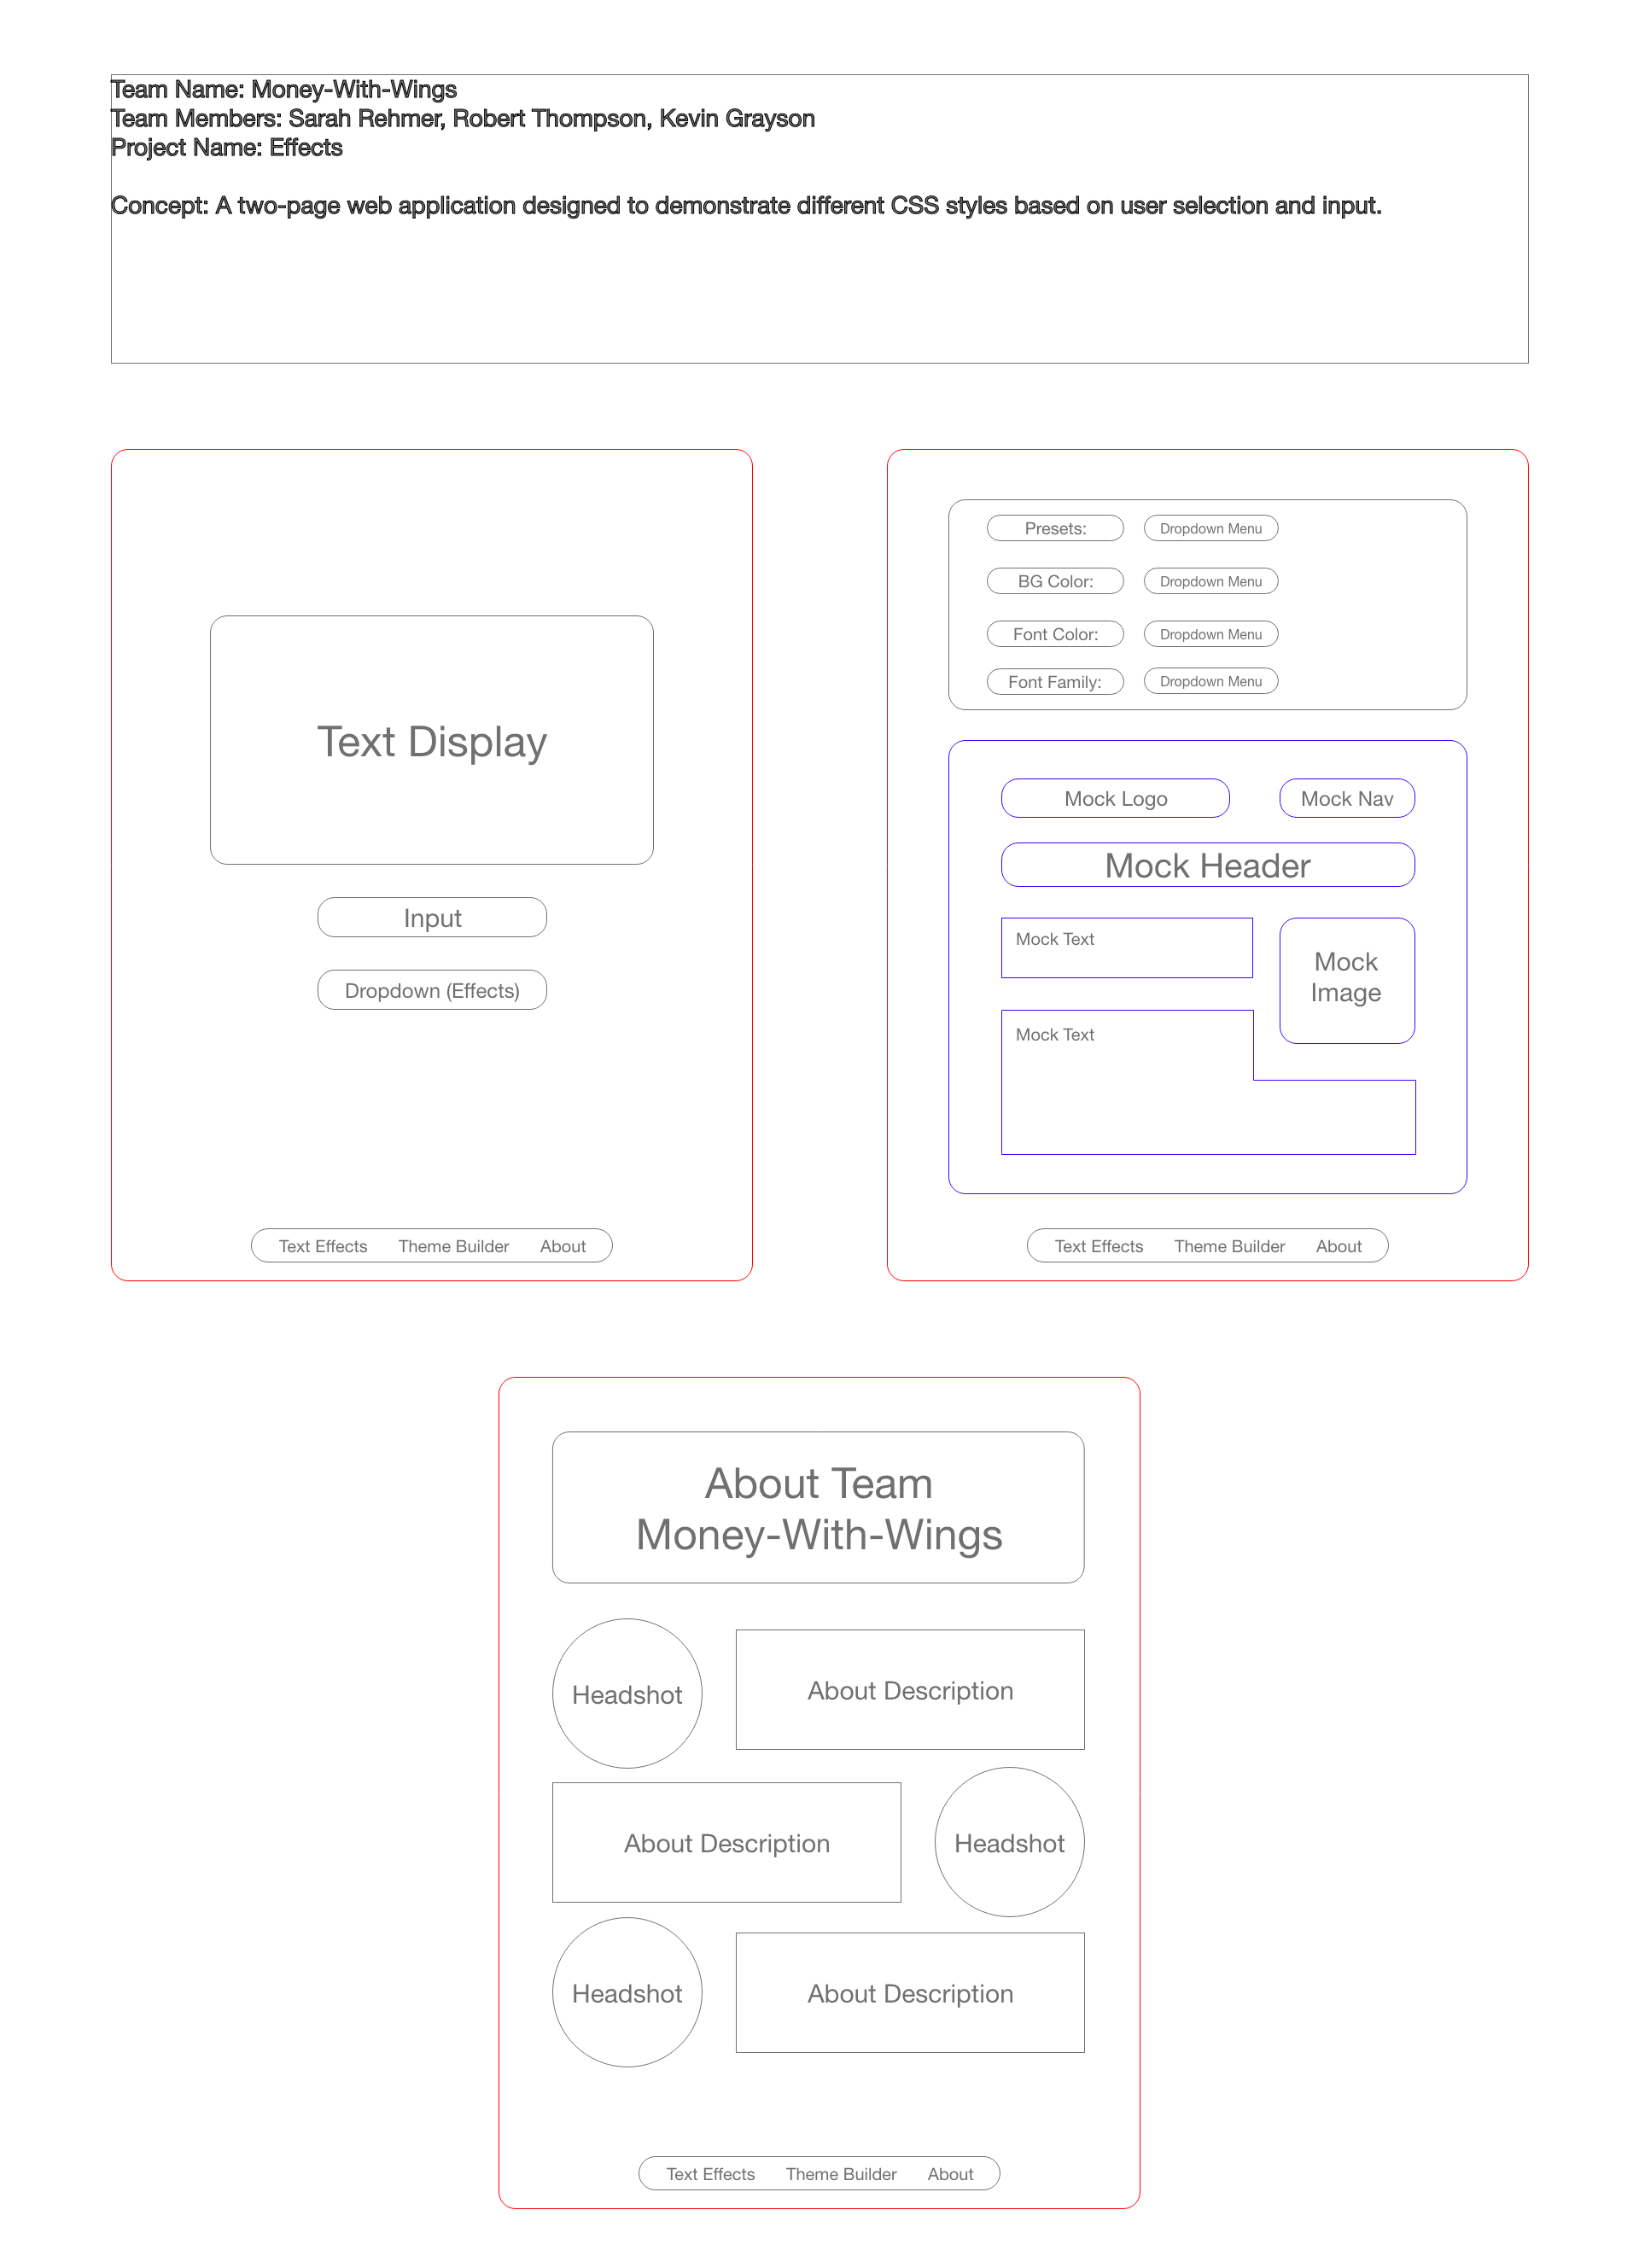 Team Name: Money-With-Wings
Team Members: Sarah Rehmer, Robert Thompson, Kevin Grayson
Project Name: Effects
Concept: A two-page web application designed to demonstrate different CSS styles based on user selection and input.
Text Display
Input
Dropdown (Effects)
Text Effects Theme Builder About
Presets: Dropdown Menu
BG Color: Dropdown Menu
Font Color: Dropdown Menu
Font Family: Dropdown Menu
Mock Logo Mock Nav
Mock Header
Mock Text
Mock
Image
Mock Text
Text Effects Theme Builder About
About Team
Money-With-Wings
Headshot About Description
About Description Headshot
Headshot About Description
Text Effects Theme Builder About